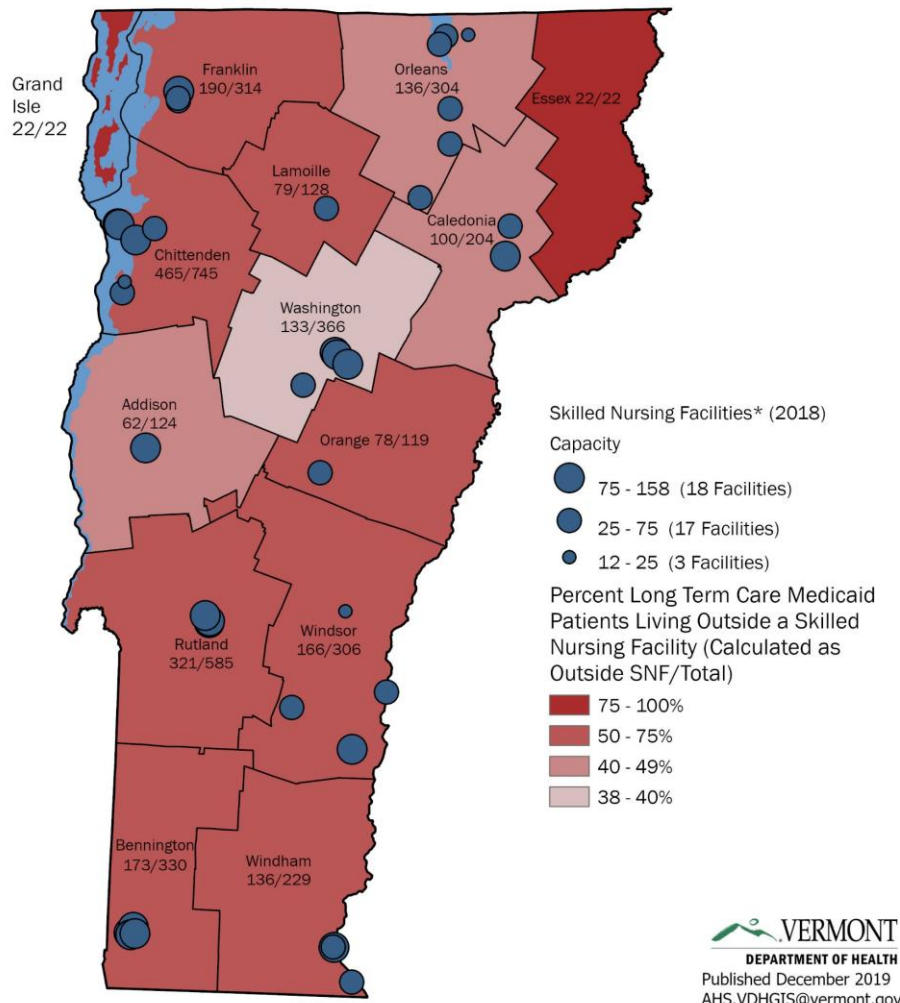 Grand
Isle
22/22
Franklin
190/314
Orleans
136/304
Essex 22/22
Lamoille
79/128
Caledonia
100/204
Chittenden
465/745
Washington
133/366
Addison
62/124
Orange 78/119
Rutland
321/585
Windsor
166/306
Bennington
173/330
Windham
136/229
Skilled Nursing Facilities* (2018)
Capacity
75 - 158 (18 Facilities)
25 - 75 (17 Facilities)
12 - 25 (3 Facilities)
Percent Long Term Care Medicaid
Patients Living Outside a Skilled
Nursing Facility (Calculated as
Outside SNF/Total)
75 - 100%
50 - 75%
40 - 49%
38 - 40%
VERMONT
DEPARTMENT OF HEALTH
Published December 2019
AHS.VDHGIS@vermont.gov